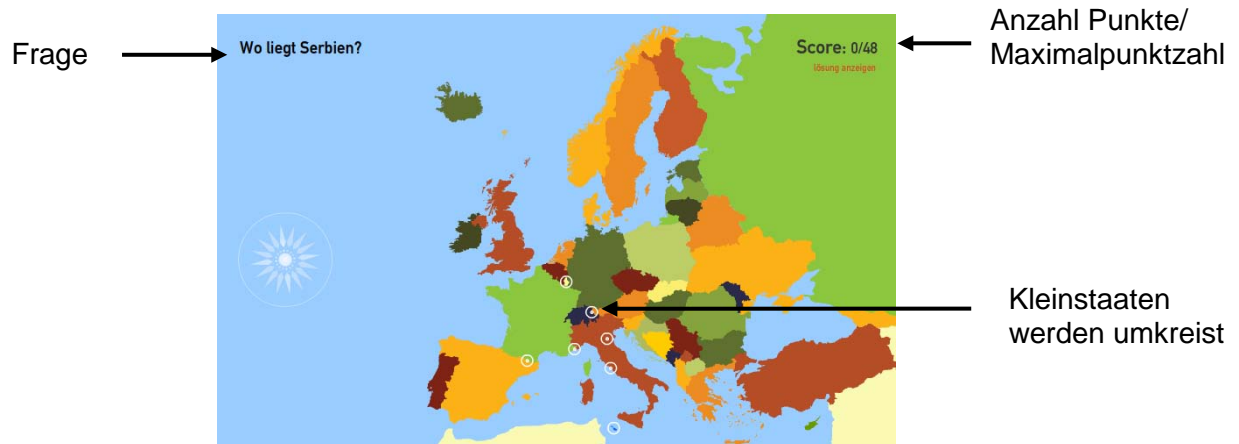 Frage
Wo liegt Serbien?
Score: 0/48
lösung anzeigen
Anzahl Punkte/
Maximalpunktzahl
Kleinstaaten
werden umkreist